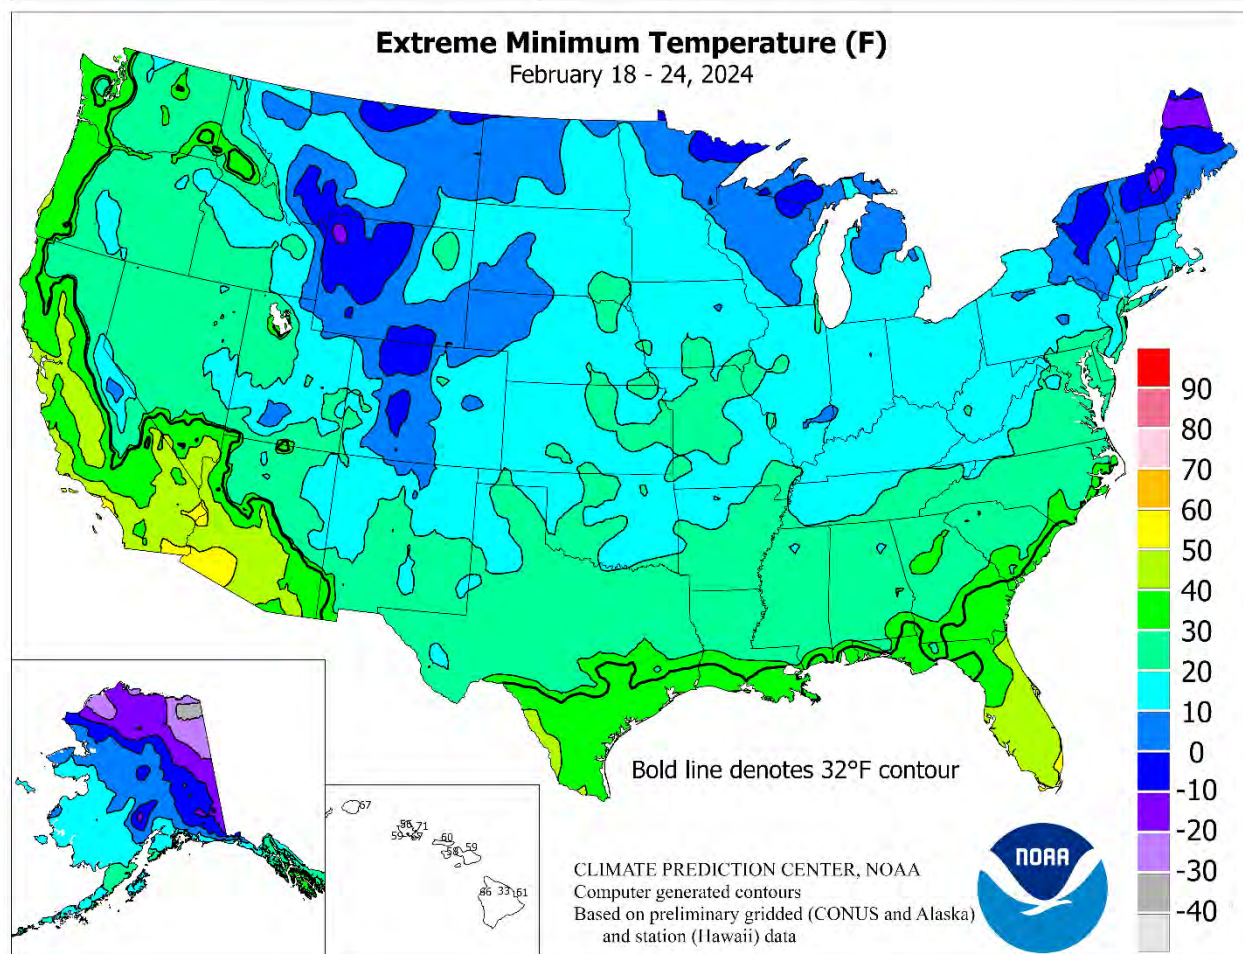 Extreme Minimum Temperature (F)
February 18 - 24, 2024
90
80
70
60
50
40
30
20
10
0
-10
-20
-30
-40
Bold line denotes 32°F contour
67
71
59
60
59
33
61
CLIMATE PREDICTION CENTER, NOAA
Computer generated contours
Based on preliminary gridded (CONUS and Alaska)
and station (Hawaii) data
NOAA